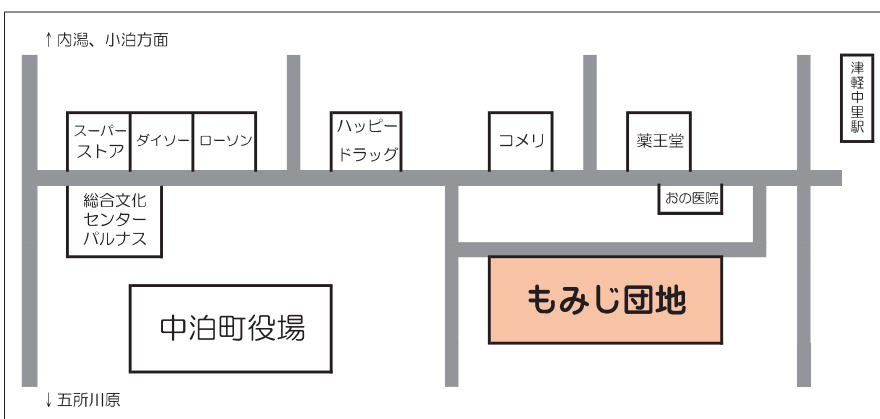 ↑内潟、小泊方面
津軽中里駅
スーパー
ストア
ダイソー
ローソン
ハッピー
ドラッグ
コメリ
薬王堂
おの医院
総合文化
センター
パルナス
中泊町役場
もみじ団地
↓五所川原